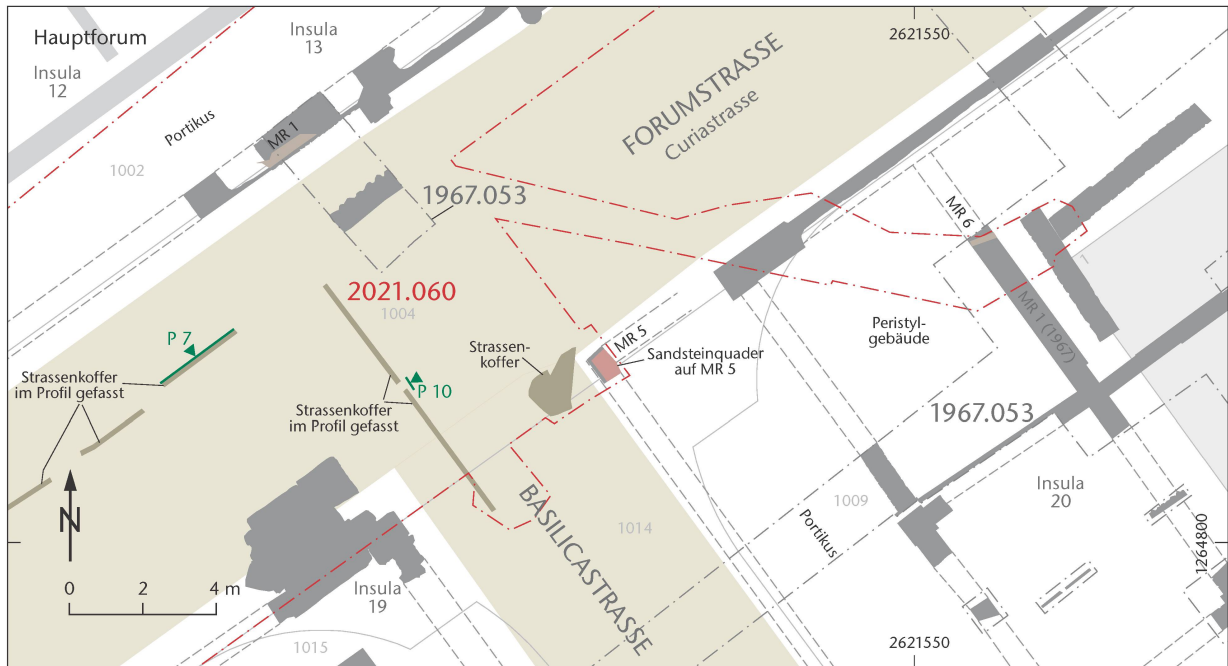 Hauptforum
Insula
12
Insula
13
2621550
Portikus
MR 1
1002
FORUMSTRASSE
Curiastrasse
1967.053
MR 6
2021.060
1004
P 7
P 10
Strassen-
koffer
MR 5
Sandsteinquader
auf MR 5
Peristyl-
gebäude
MR 1 (1967)
Strassenkoffer
im Profil gefasst
Strassenkoffer
im Profil gefasst
1967.053
N
0 2 4 m
BASILICASTRASSE
1014
1009
Portikus
Insula
20
1264800
Insula
19
1015
2621550